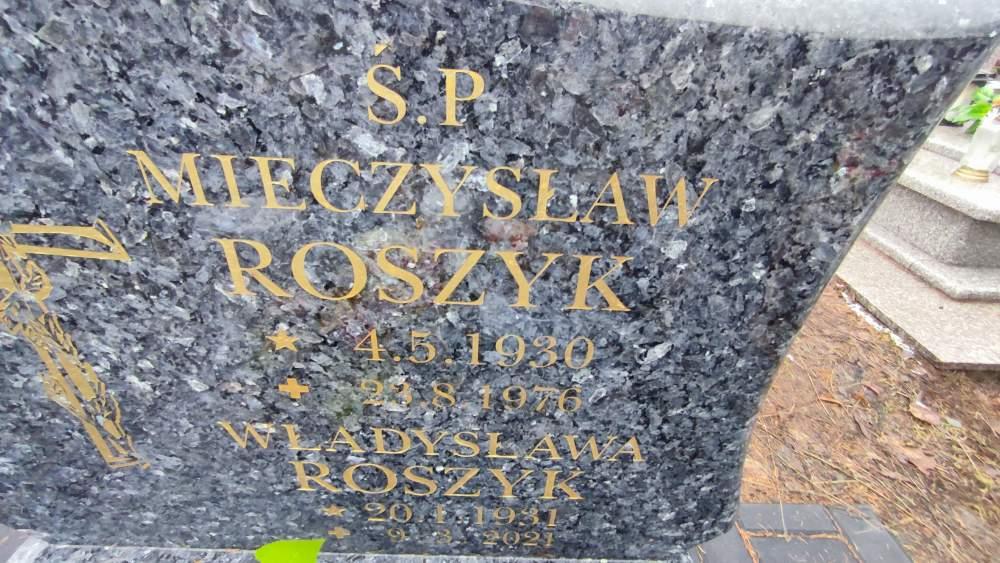 Ś.P
MIECZYSŁAW
ROSZYK
4.5.1930
23.8.1976
WŁADYSŁAWA
ROSZYK
20.1.1931
9.3.2021